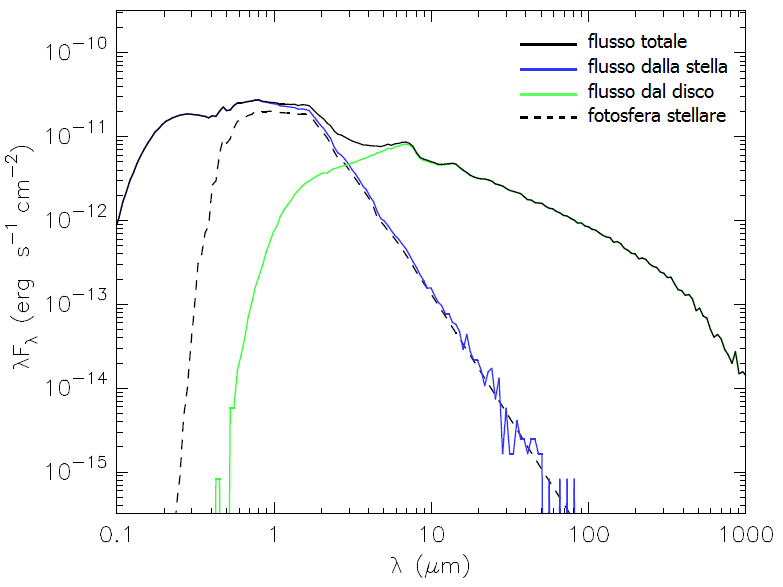 10⁻¹⁰
10⁻¹¹
10⁻¹²
10⁻¹³
10⁻¹⁴
10⁻¹⁵
λF_λ (erg s⁻¹ cm⁻²)
flusso totale
flusso dalla stella
flusso dal disco
fotosfera stellare
0.1 1 10 100 1000
λ (μm)